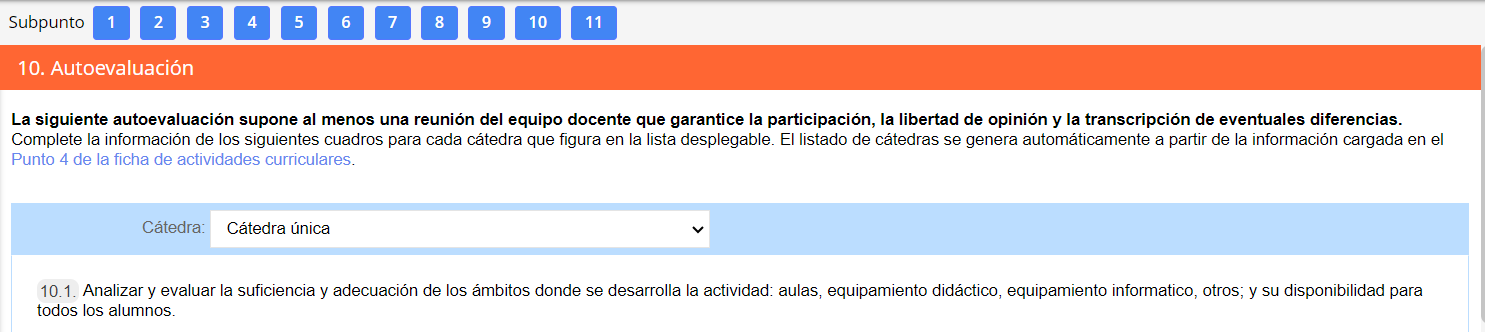 Subpunto 1 2 3 4 5 6 7 8 9 10 11
10. Autoevaluación
La siguiente autoevaluación supone al menos una reunión del equipo docente que garantice la participación, la libertad de opinión y la transcripción de eventuales diferencias.
Complete la información de los siguientes cuadros para cada cátedra que figura en la lista desplegable. El listado de cátedras se genera automáticamente a partir de la información cargada en el
Punto 4 de la ficha de actividades curriculares.
Cátedra: Cátedra única
10.1. Analizar y evaluar la suficiencia y adecuación de los ámbitos donde se desarrolla la actividad: aulas, equipamiento didáctico, equipamiento informatico, otros; y su disponibilidad para
todos los alumnos.